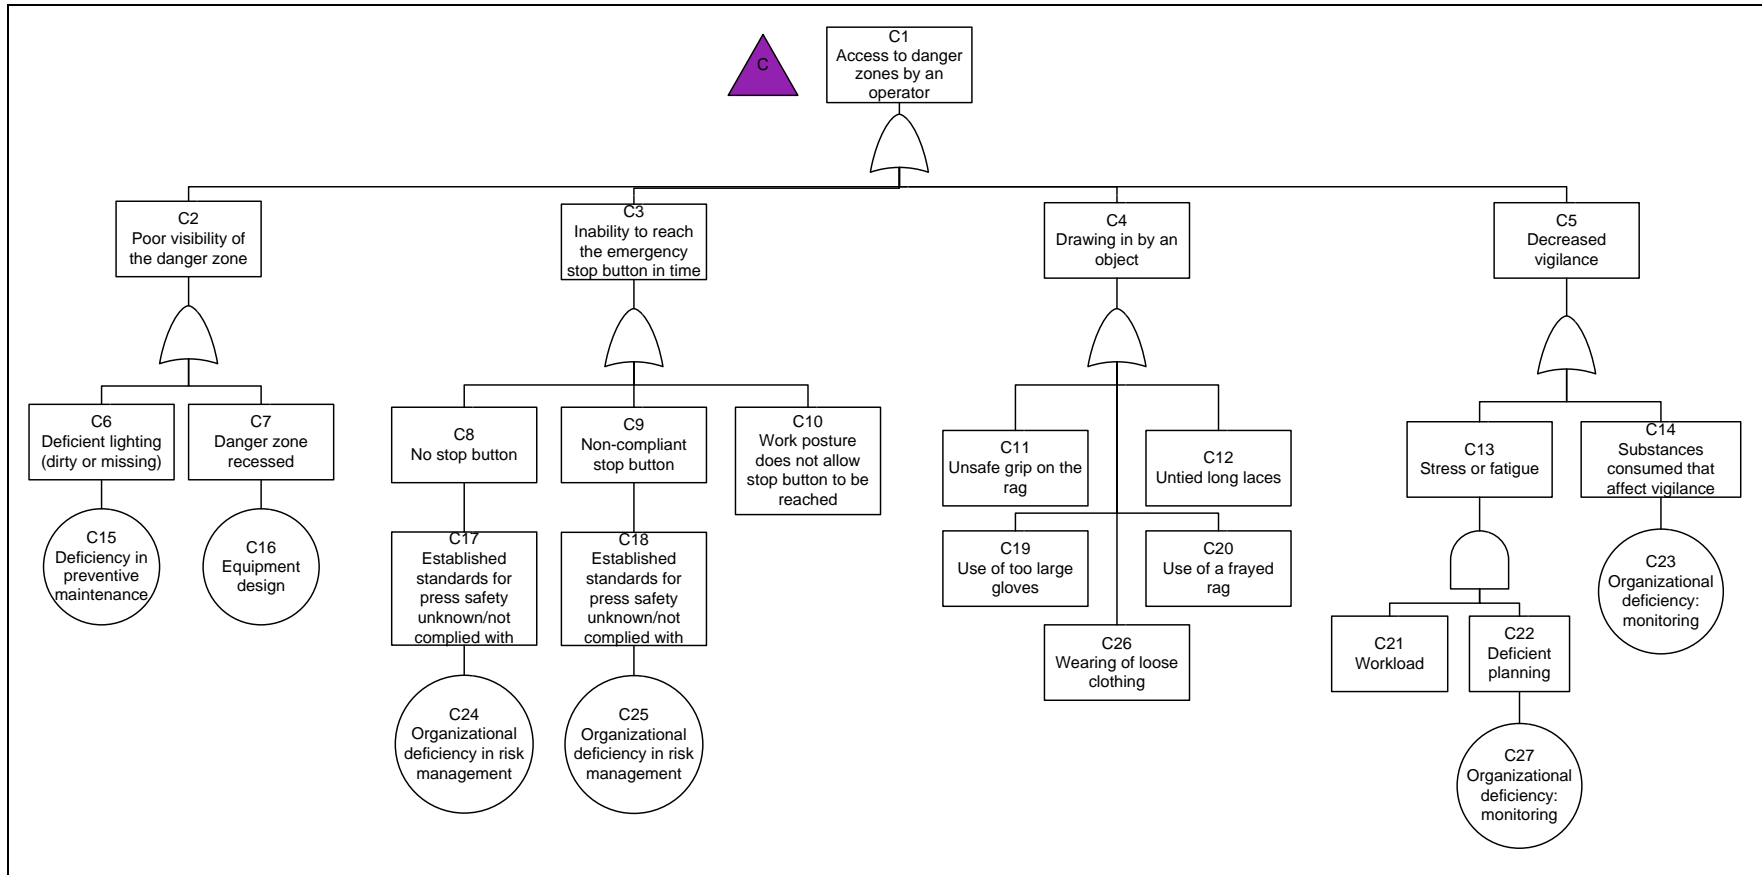 C
C1
Access to danger
zones by an
operator
C2
Poor visibility of
the danger zone
C3
Inability to reach
the emergency
stop button in time
C4
Drawing in by an
object
C5
Decreased
vigilance
C6
Deficient lighting
(dirty or missing)
C7
Danger zone
recessed
C8
No stop button
C9
Non-compliant
stop button
C10
Work posture
does not allow
stop button to be
reached
C11
Unsafe grip on the
rag
C12
Untied long laces
C13
Stress or fatigue
C14
Substances
consumed that
affect vigilance
C15
Deficiency in
preventive
maintenance
C16
Equipment
design
C17
Established
standards for
press safety
unknown/not
complied with
C18
Established
standards for
press safety
unknown/not
complied with
C19
Use of too large
gloves
C20
Use of a frayed
rag
C21
Workload
C22
Deficient
planning
C23
Organizational
deficiency:
monitoring
C24
Organizational
deficiency in risk
management
C25
Organizational
deficiency in risk
management
C26
Wearing of loose
clothing
C27
Organizational
deficiency:
monitoring